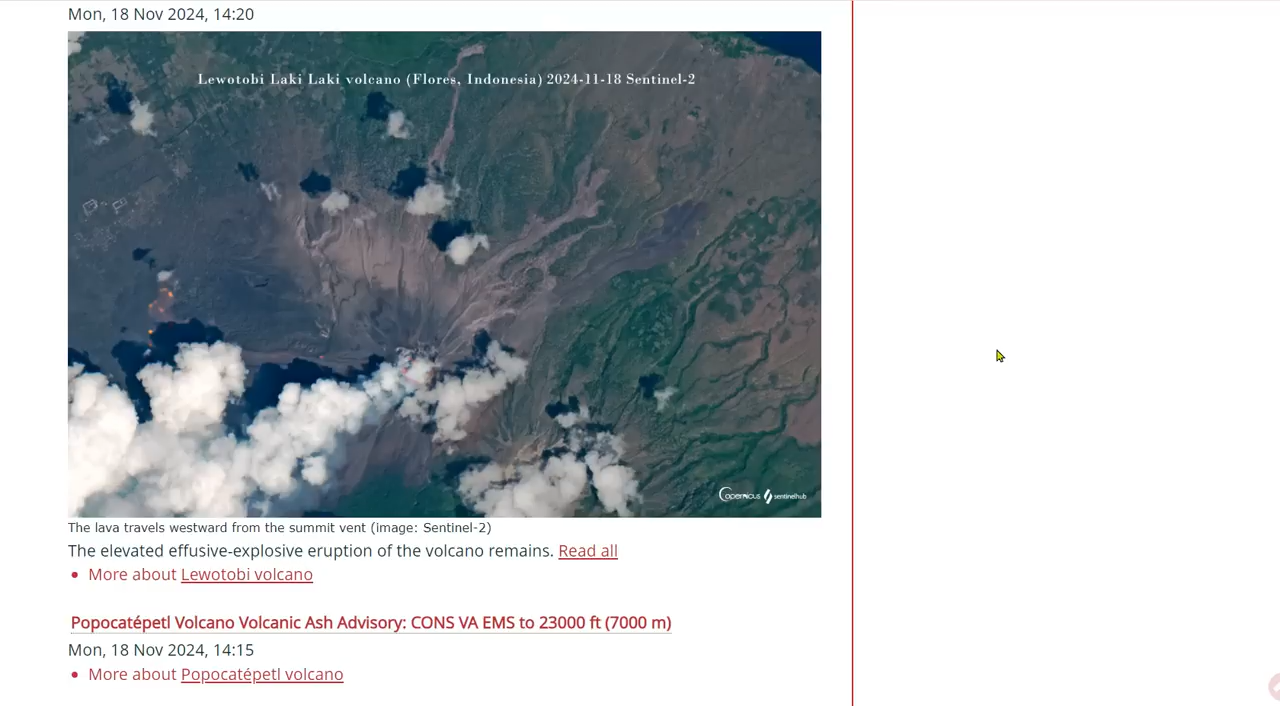 Mon, 18 Nov 2024, 14:20
Lewotobi Laki Laki volcano (Flores, Indonesia) 2024-11-18 Sentinel-2
Copernicus sentinelhub
The lava travels westward from the summit vent (image: Sentinel-2)
The elevated effusive-explosive eruption of the volcano remains. Read all
• More about Lewotobi volcano
Popocatépetl Volcano Volcanic Ash Advisory: CONS VA EMS to 23000 ft (7000 m)
Mon, 18 Nov 2024, 14:15
• More about Popocatépetl volcano